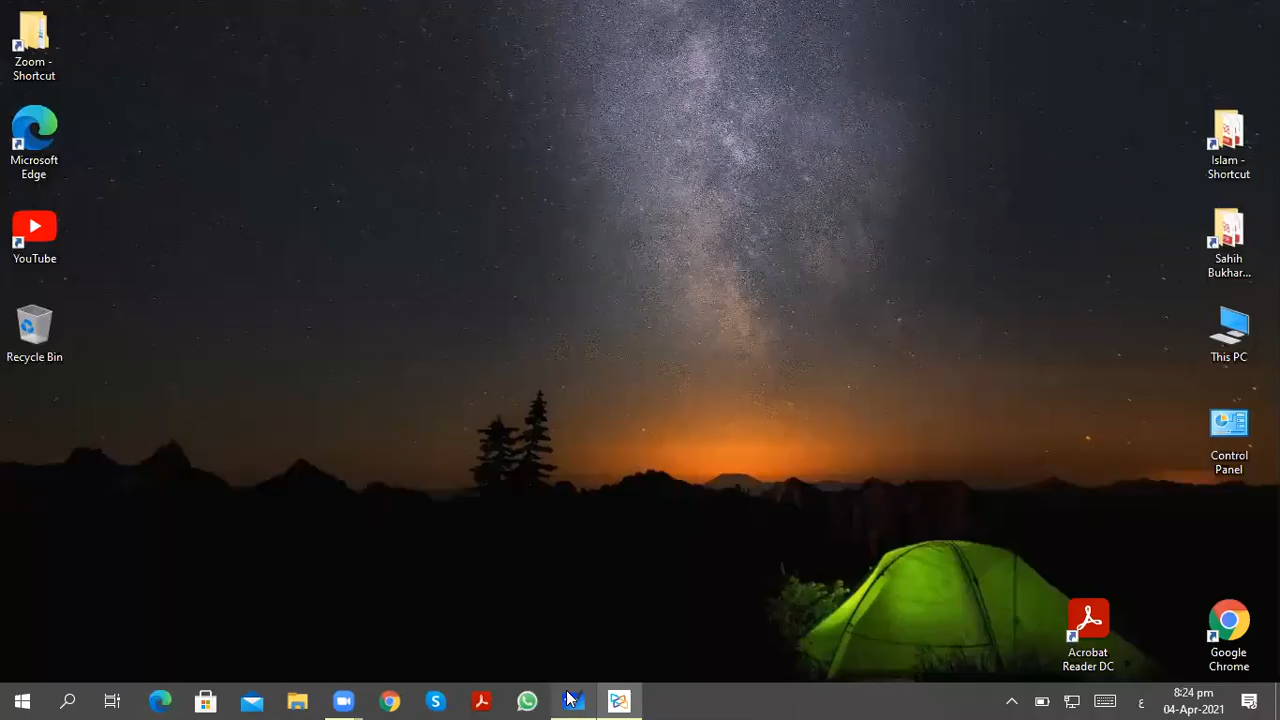 Zoom -
Shortcut
Microsoft
Edge
YouTube
Recycle Bin
Islam -
Shortcut
Sahih
Bukhar...
This PC
Control
Panel
Acrobat
Reader DC
Google
Chrome
ع
8:24 pm
04-Apr-2021